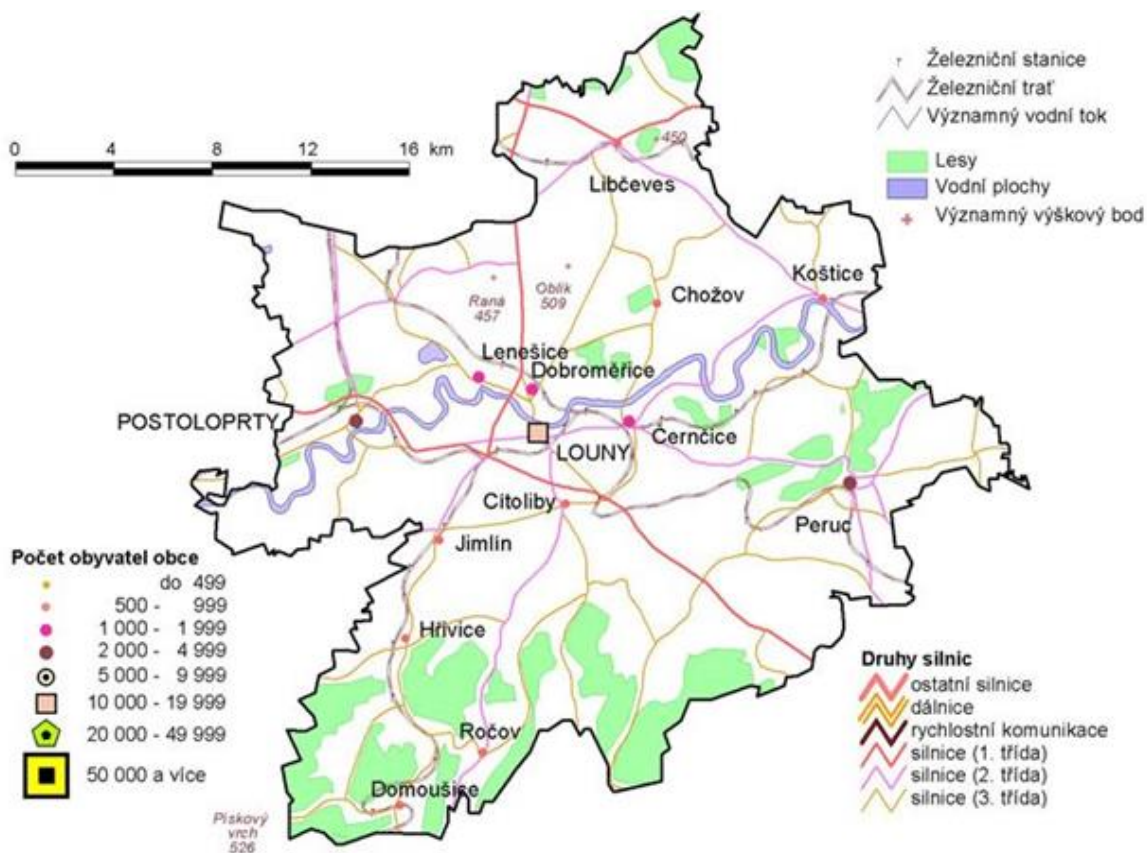 Železniční stanice
Železniční trať
Významný vodní tok
Lesy
Vodní plochy
Významný výškový bod
0 4 8 12 16 km
450
Libčeves
Koštice
Raná
457
Oblík
509
Chožov
Lenešice
Dobroměřice
POSTOLOPRTY
LOUNY
Černčice
Citoliby
Peruc
Jimlín
Hřivice
Ročov
Domoušice
Pískový
vrch
526
Počet obyvatel obce
do 499
500 - 999
1 000 - 1 999
2 000 - 4 999
5 000 - 9 999
10 000 - 19 999
20 000 - 49 999
50 000 a více
Druhy silnic
ostatní silnice
dálnice
rychlostní komunikace
silnice (1. třída)
silnice (2. třída)
silnice (3. třída)